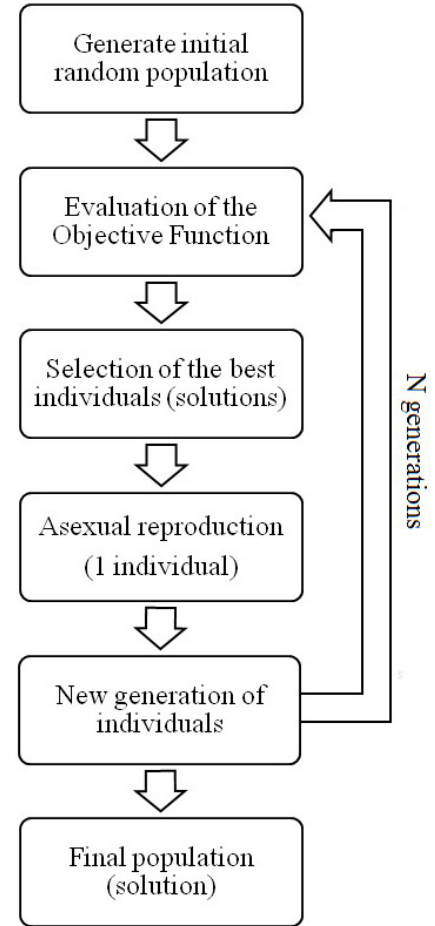 Generate initial
random population
Evaluation of the
Objective Function
Selection of the best
individuals (solutions)
Asexual reproduction
(1 individual)
New generation of
individuals
Final population
(solution)
N generations